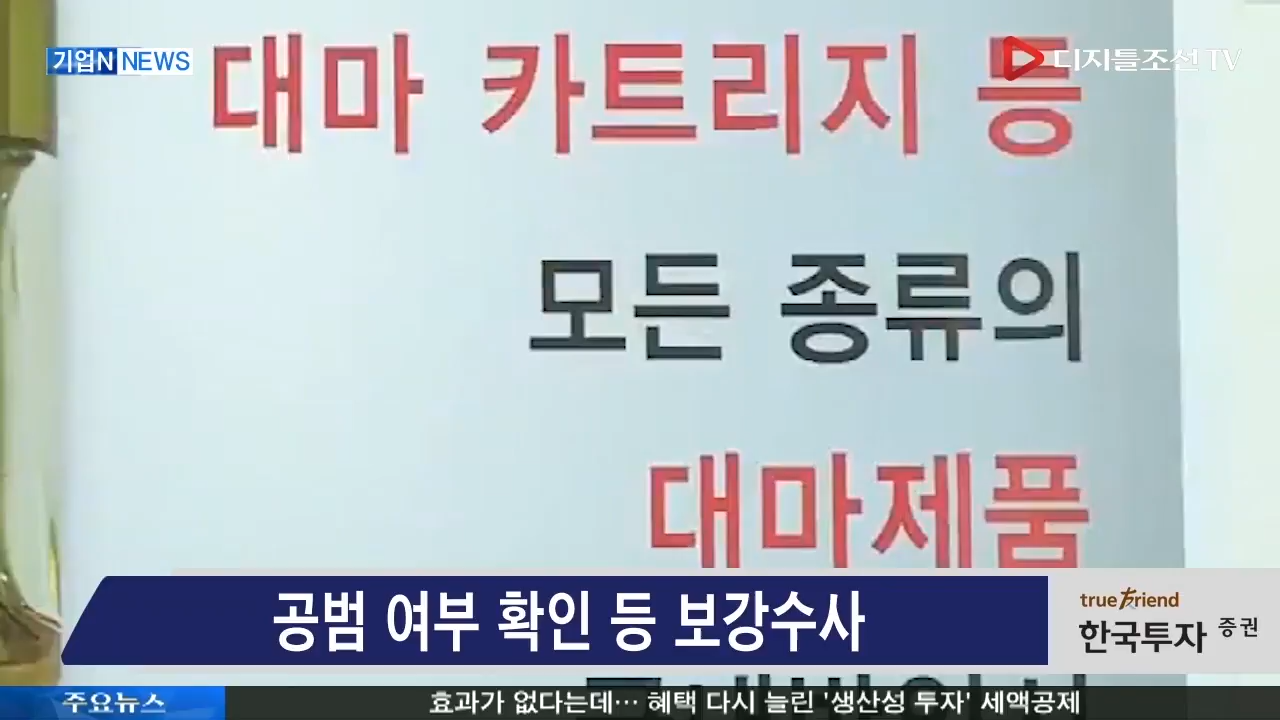 기업N NEWS
디지틀조선TV
대마 카트리지 등
모든 종류의
대마제품
공범 여부 확인 등 보강수사
true friend
한국투자 증권
주요뉴스
효과가 없다는데… 혜택 다시 늘린 '생산성 투자' 세액공제